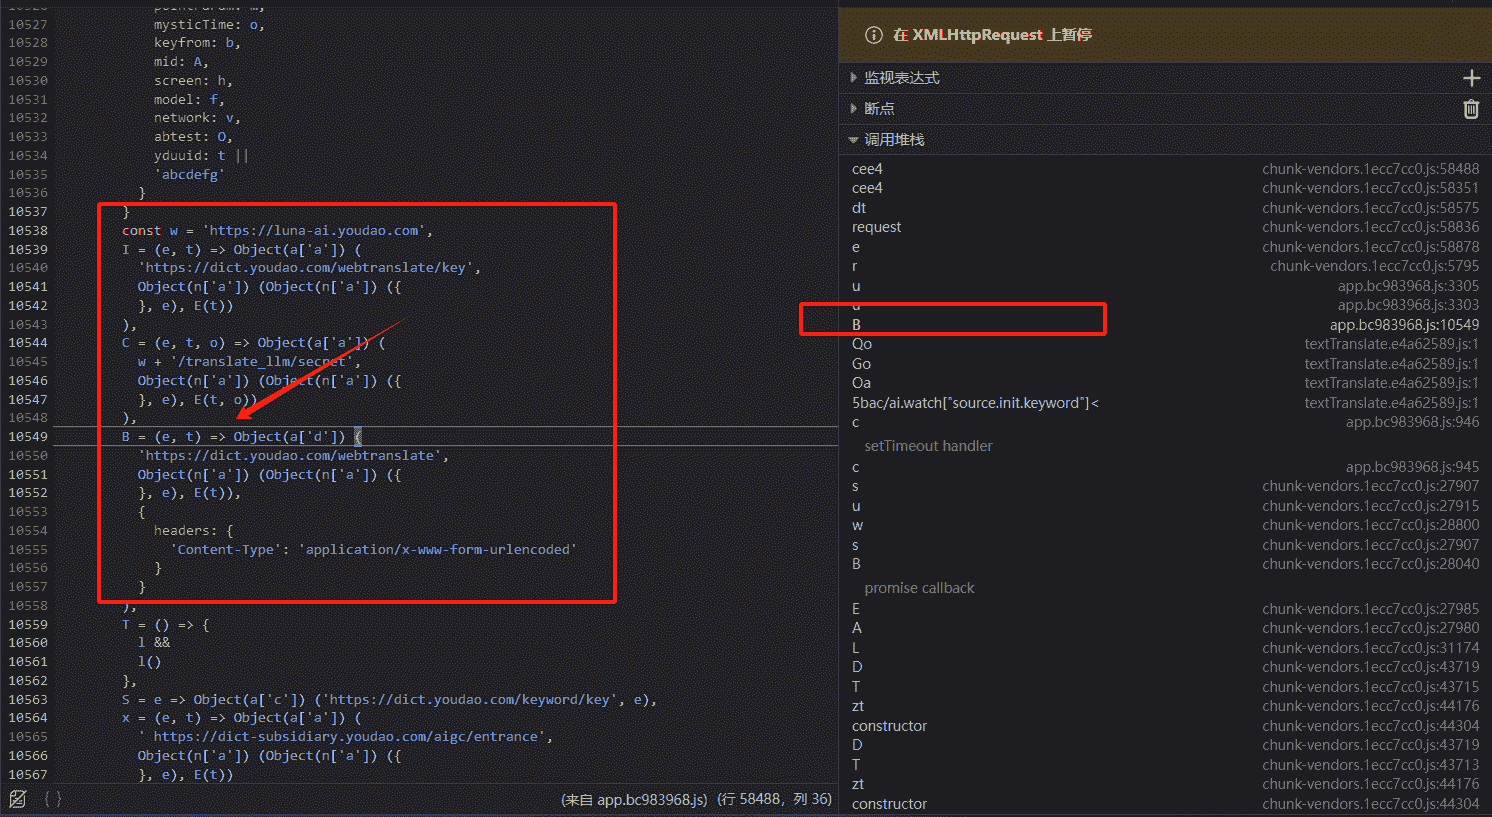 10526 pointParam: m,
10527 mysticTime: o,
10528 keyfrom: b,
10529 mid: A,
10530 screen: h,
10531 model: f,
10532 network: v,
10533 abtest: O,
10534 yduuid: t ||
10535 'abcdefg'
10536 }
10537 }
10538 const w = 'https://luna-ai.youdao.com',
10539 I = (e, t) => Object(a['a']) (
10540 'https://dict.youdao.com/webtranslate/key',
10541 Object(n['a']) (Object(n['a']) ({
10542 }, e), E(t))
10543 ),
10544 C = (e, t, o) => Object(a['a']) (
10545 w + '/translate_llm/secret',
10546 Object(n['a']) (Object(n['a']) ({
10547 }, e), E(t, o))
10548 ),
10549 B = (e, t) => Object(a['d']) (
10550 'https://dict.youdao.com/webtranslate',
10551 Object(n['a']) (Object(n['a']) ({
10552 }, e), E(t)),
10553 {
10554 headers: {
10555 'Content-Type': 'application/x-www-form-urlencoded'
10556 }
10557 }
10558 ),
10559 T = () => {
10560 l &&
10561 l()
10562 },
10563 S = e => Object(a['c']) ('https://dict.youdao.com/keyword/key', e),
10564 x = (e, t) => Object(a['a']) (
10565 ' https://dict-subsidiary.youdao.com/aigc/entrance',
10566 Object(n['a']) (Object(n['a']) ({
10567 }, e), E(t))
{ } (来自 app.bc983968.js) (行 58488，列 36)
在 XMLHttpRequest 上暂停
监视表达式
断点
调用堆栈
cee4 chunk-vendors.1ecc7cc0.js:58488
cee4 chunk-vendors.1ecc7cc0.js:58351
dt chunk-vendors.1ecc7cc0.js:58575
request chunk-vendors.1ecc7cc0.js:58836
e chunk-vendors.1ecc7cc0.js:58878
r chunk-vendors.1ecc7cc0.js:5795
u app.bc983968.js:3305
d app.bc983968.js:3303
B app.bc983968.js:10549
Qo textTranslate.e4a62589.js:1
Go textTranslate.e4a62589.js:1
Oa textTranslate.e4a62589.js:1
5bac/ai.watch["source.init.keyword"]< textTranslate.e4a62589.js:1
c app.bc983968.js:946
setTimeout handler
c app.bc983968.js:945
s chunk-vendors.1ecc7cc0.js:27907
u chunk-vendors.1ecc7cc0.js:27915
w chunk-vendors.1ecc7cc0.js:28800
s chunk-vendors.1ecc7cc0.js:27907
B chunk-vendors.1ecc7cc0.js:28040
promise callback
E chunk-vendors.1ecc7cc0.js:27985
A chunk-vendors.1ecc7cc0.js:27980
L chunk-vendors.1ecc7cc0.js:31174
D chunk-vendors.1ecc7cc0.js:43719
T chunk-vendors.1ecc7cc0.js:43715
zt chunk-vendors.1ecc7cc0.js:44176
constructor chunk-vendors.1ecc7cc0.js:44304
D chunk-vendors.1ecc7cc0.js:43719
T chunk-vendors.1ecc7cc0.js:43713
zt chunk-vendors.1ecc7cc0.js:44176
constructor chunk-vendors.1ecc7cc0.js:44304